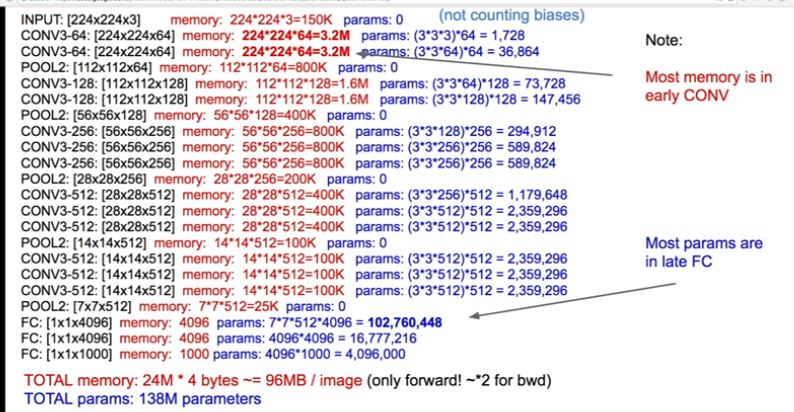 INPUT: [224x224x3] memory: 224*224*3=150K params: 0 (not counting biases)
CONV3-64: [224x224x64] memory: 224*224*64=3.2M params: (3*3*3)*64 = 1,728
CONV3-64: [224x224x64] memory: 224*224*64=3.2M params: (3*3*64)*64 = 36,864
POOL2: [112x112x64] memory: 112*112*64=800K params: 0
CONV3-128: [112x112x128] memory: 112*112*128=1.6M params: (3*3*64)*128 = 73,728
CONV3-128: [112x112x128] memory: 112*112*128=1.6M params: (3*3*128)*128 = 147,456
POOL2: [56x56x128] memory: 56*56*128=400K params: 0
CONV3-256: [56x56x256] memory: 56*56*256=800K params: (3*3*128)*256 = 294,912
CONV3-256: [56x56x256] memory: 56*56*256=800K params: (3*3*256)*256 = 589,824
CONV3-256: [56x56x256] memory: 56*56*256=800K params: (3*3*256)*256 = 589,824
POOL2: [28x28x256] memory: 28*28*256=200K params: 0
CONV3-512: [28x28x512] memory: 28*28*512=400K params: (3*3*256)*512 = 1,179,648
CONV3-512: [28x28x512] memory: 28*28*512=400K params: (3*3*512)*512 = 2,359,296
CONV3-512: [28x28x512] memory: 28*28*512=400K params: (3*3*512)*512 = 2,359,296
POOL2: [14x14x512] memory: 14*14*512=100K params: 0
CONV3-512: [14x14x512] memory: 14*14*512=100K params: (3*3*512)*512 = 2,359,296
CONV3-512: [14x14x512] memory: 14*14*512=100K params: (3*3*512)*512 = 2,359,296
CONV3-512: [14x14x512] memory: 14*14*512=100K params: (3*3*512)*512 = 2,359,296
POOL2: [7x7x512] memory: 7*7*512=25K params: 0
FC: [1x1x4096] memory: 4096 params: 7*7*512*4096 = 102,760,448
FC: [1x1x4096] memory: 4096 params: 4096*4096 = 16,777,216
FC: [1x1x1000] memory: 1000 params: 4096*1000 = 4,096,000
TOTAL memory: 24M * 4 bytes ~= 96MB / image (only forward! ~*2 for bwd)
TOTAL params: 138M parameters
Note:
Most memory is in
early CONV
Most params are
in late FC